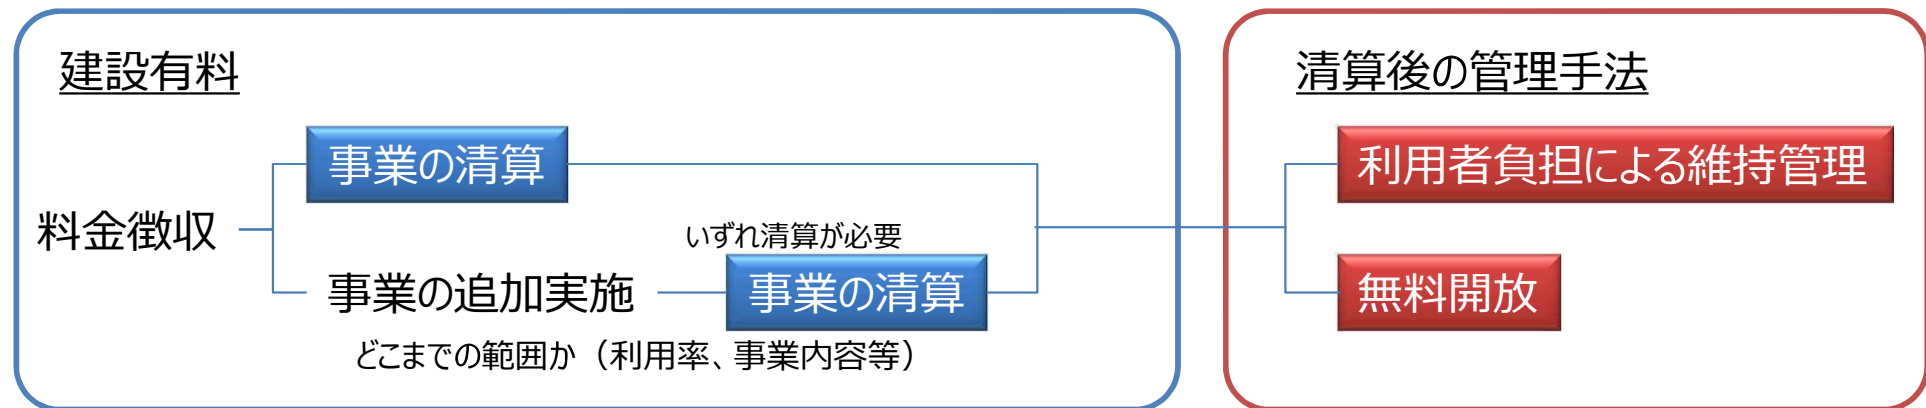 建設有料
清算後の管理手法
事業の清算
利用者負担による維持管理
料金徴収
いずれ清算が必要
事業の追加実施
事業の清算
無料開放
どこまでの範囲か（利用率、事業内容等）